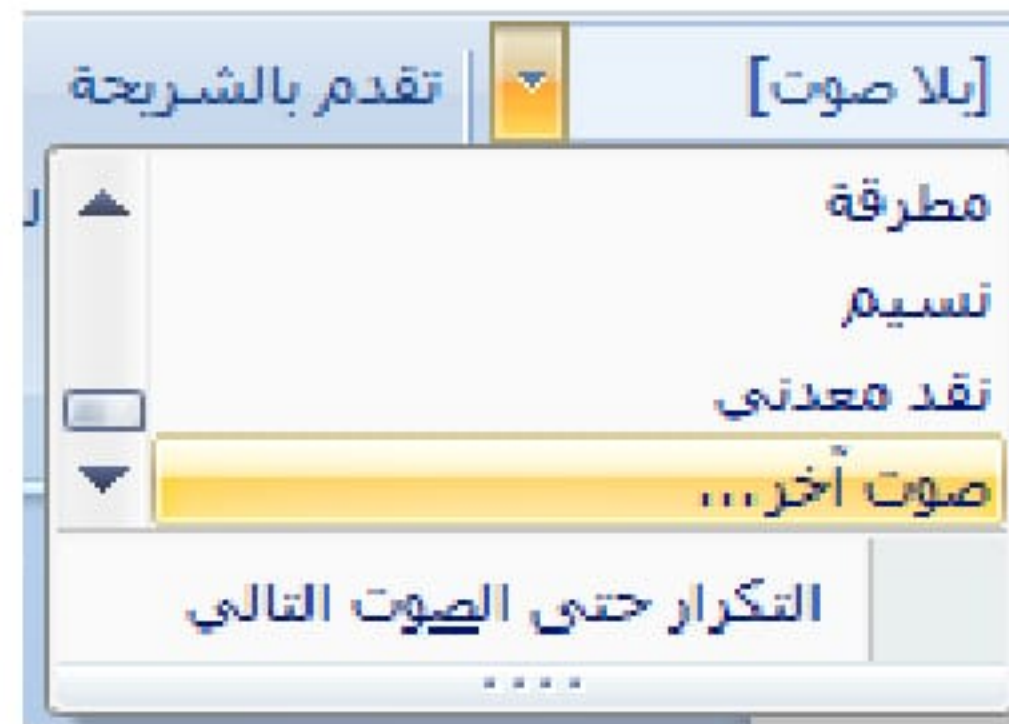 [بلا صوت]
تقدم بالشريحة
مطرقة
نسيم
نقد معدني
صوت آخر...
التكرار حتى الصوت التالي